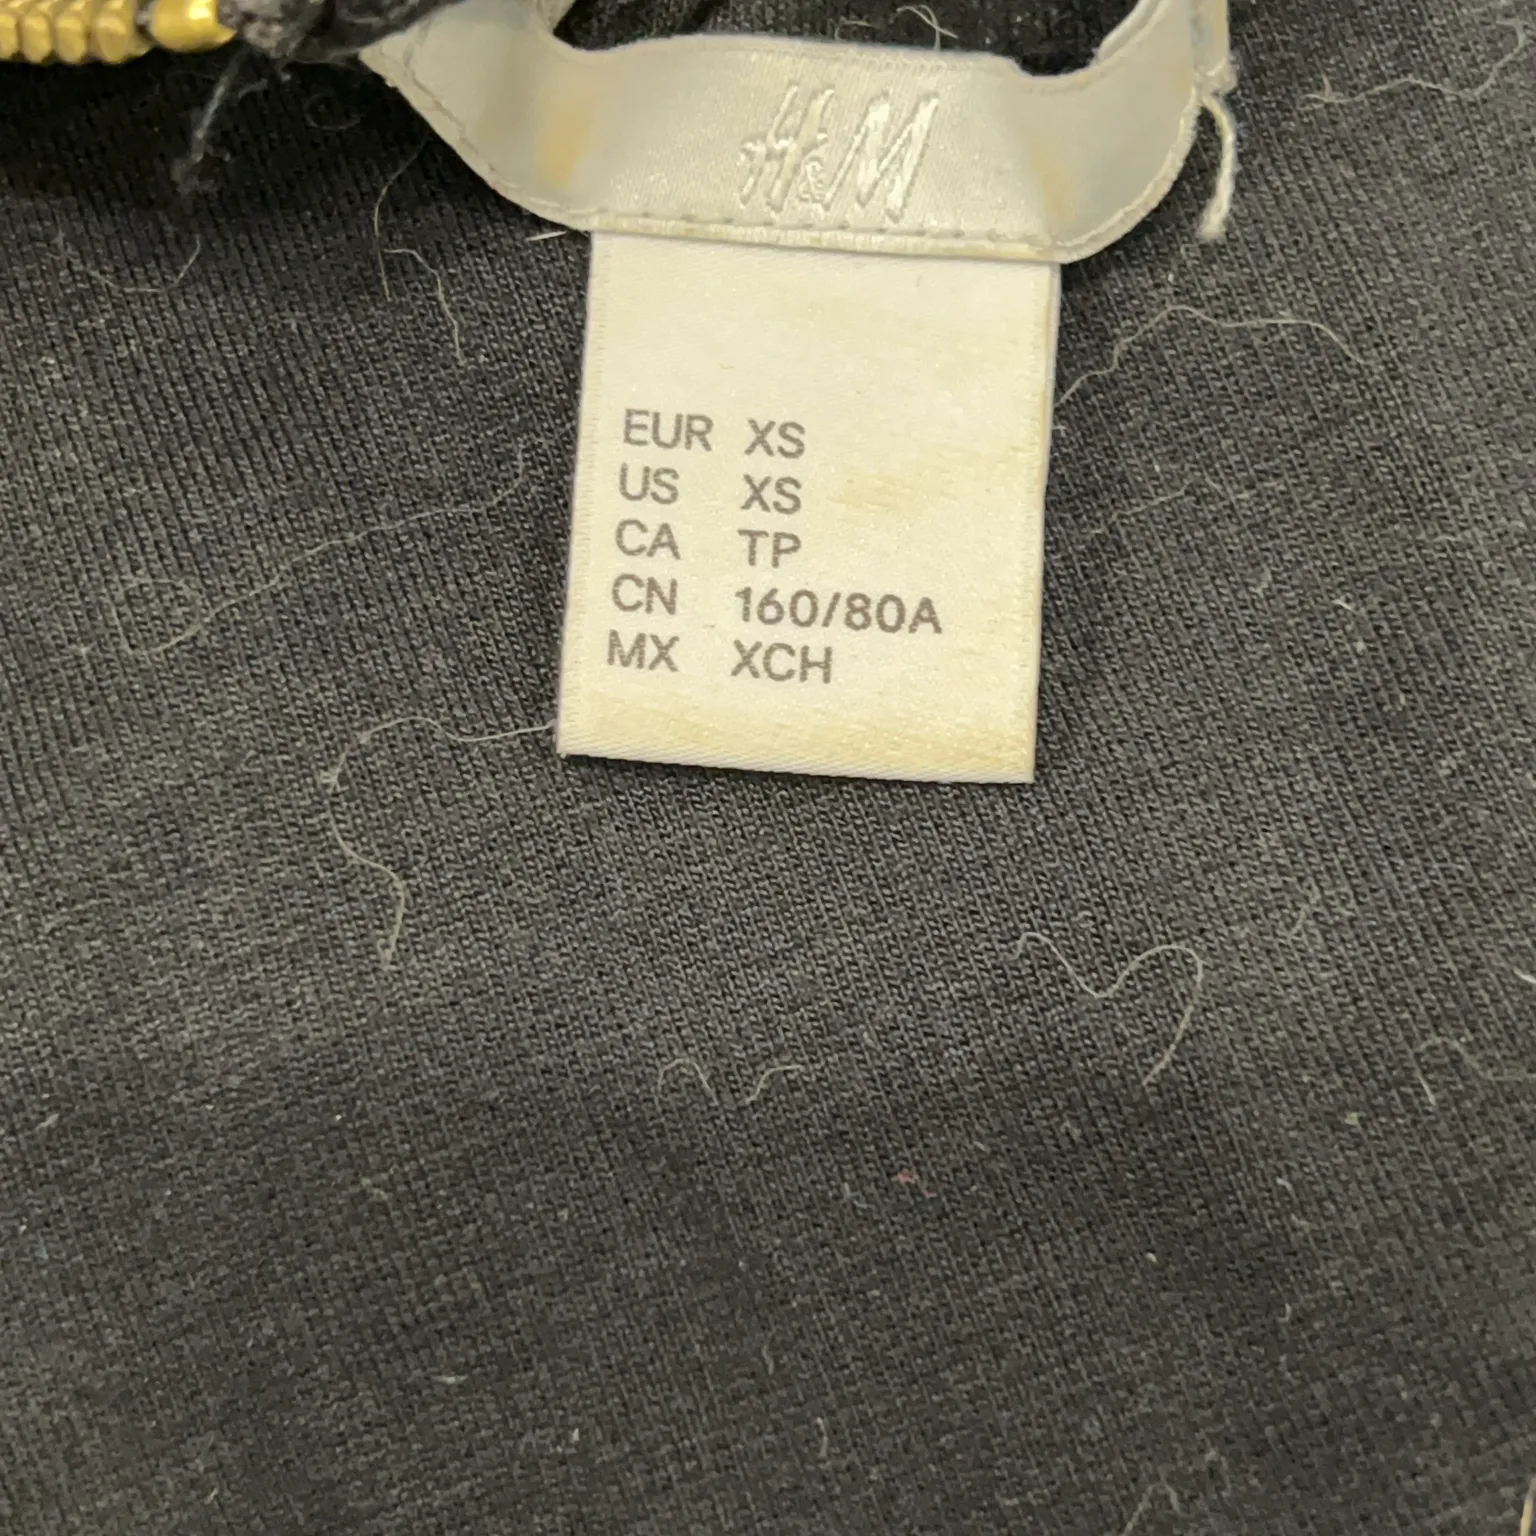 H&M
EUR XS
US XS
CA TP
CN 160/80A
MX XCH